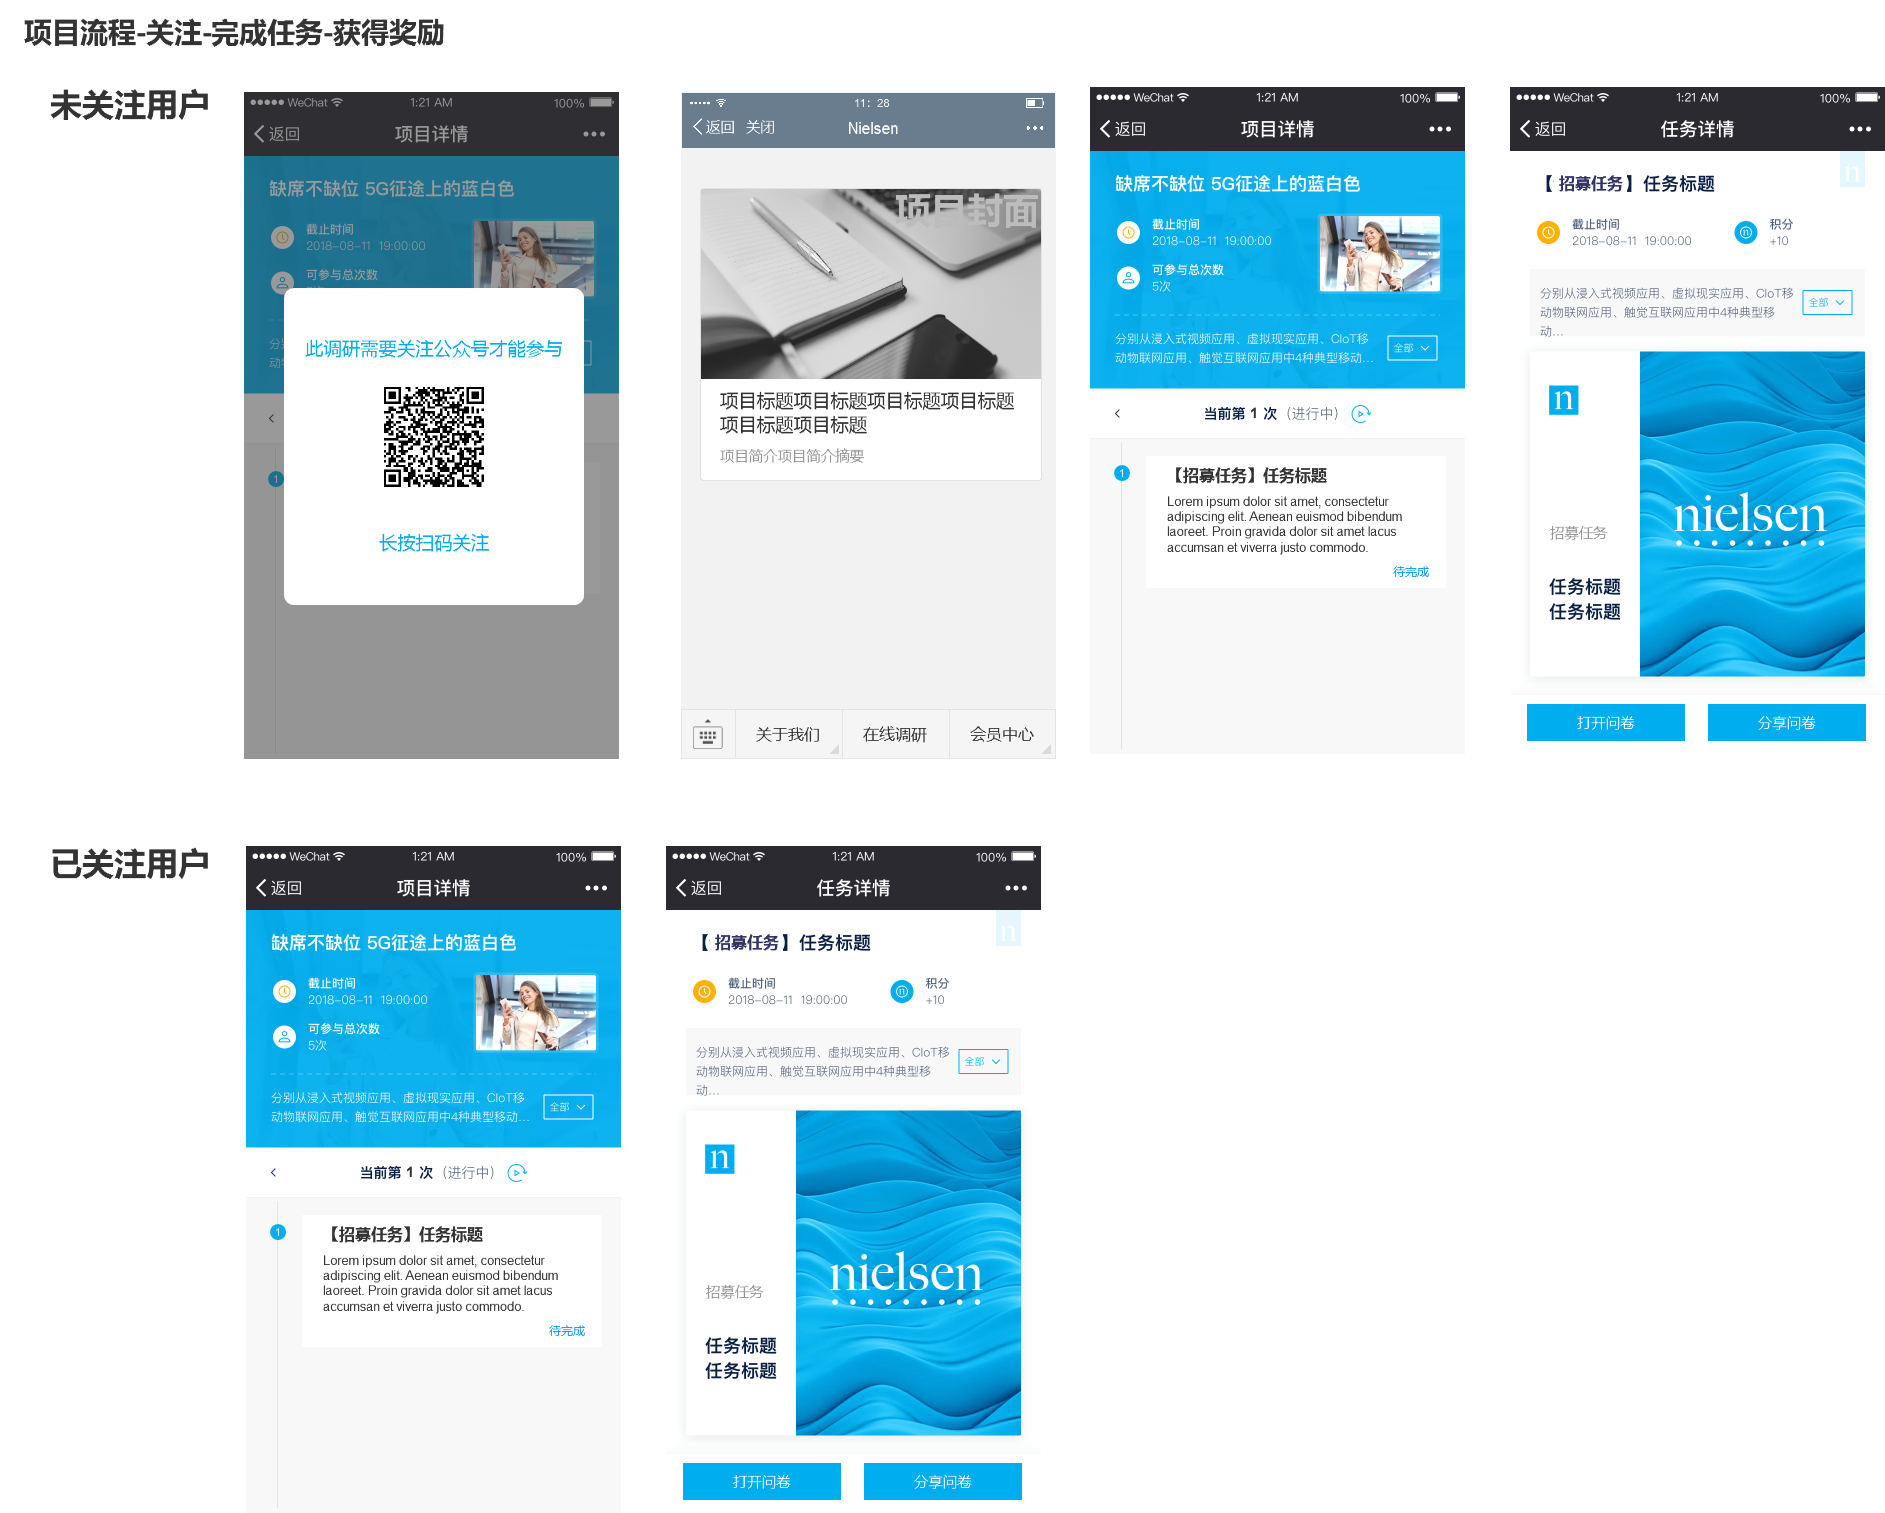 项目流程-关注-完成任务-获得奖励
未关注用户
WeChat 1:21 AM 100%
返回 项目详情
缺席不缺位 5G征途上的蓝白色
截止时间
2018-08-11 19:00:00
可参与总次数
此调研需要关注公众号才能参与
长按扫码关注
1
11: 28
返回 关闭 Nielsen
项目封面
项目标题项目标题项目标题项目标题
项目标题项目标题
项目简介项目简介摘要
关于我们 在线调研 会员中心
WeChat 1:21 AM 100%
返回 项目详情
缺席不缺位 5G征途上的蓝白色
截止时间
2018-08-11 19:00:00
可参与总次数
5次
分别从浸入式视频应用、虚拟现实应用、CIoT移
动物联网应用、触觉互联网应用中4种典型移动...
全部
当前第 1 次（进行中）
1
【招募任务】任务标题
Lorem ipsum dolor sit amet, consectetur
adipiscing elit. Aenean euismod bibendum
laoreet. Proin gravida dolor sit amet lacus
accumsan et viverra justo commodo.
待完成
WeChat 1:21 AM 100%
返回 任务详情
n
【 招募任务】任务标题
截止时间
2018-08-11 19:00:00
积分
+10
分别从浸入式视频应用、虚拟现实应用、CIoT移
动物联网应用、触觉互联网应用中4种典型移
动...
全部
n
招募任务
任务标题
任务标题
nielsen
打开问卷 分享问卷
已关注用户
WeChat 1:21 AM 100%
返回 项目详情
缺席不缺位 5G征途上的蓝白色
截止时间
2018-08-11 19:00:00
可参与总次数
5次
分别从浸入式视频应用、虚拟现实应用、CIoT移
动物联网应用、触觉互联网应用中4种典型移动...
全部
当前第 1 次（进行中）
1
【招募任务】任务标题
Lorem ipsum dolor sit amet, consectetur
adipiscing elit. Aenean euismod bibendum
laoreet. Proin gravida dolor sit amet lacus
accumsan et viverra justo commodo.
待完成
WeChat 1:21 AM 100%
返回 任务详情
n
【 招募任务】任务标题
截止时间
2018-08-11 19:00:00
积分
+10
分别从浸入式视频应用、虚拟现实应用、CIoT移
动物联网应用、触觉互联网应用中4种典型移
动...
全部
n
招募任务
任务标题
任务标题
nielsen
打开问卷 分享问卷